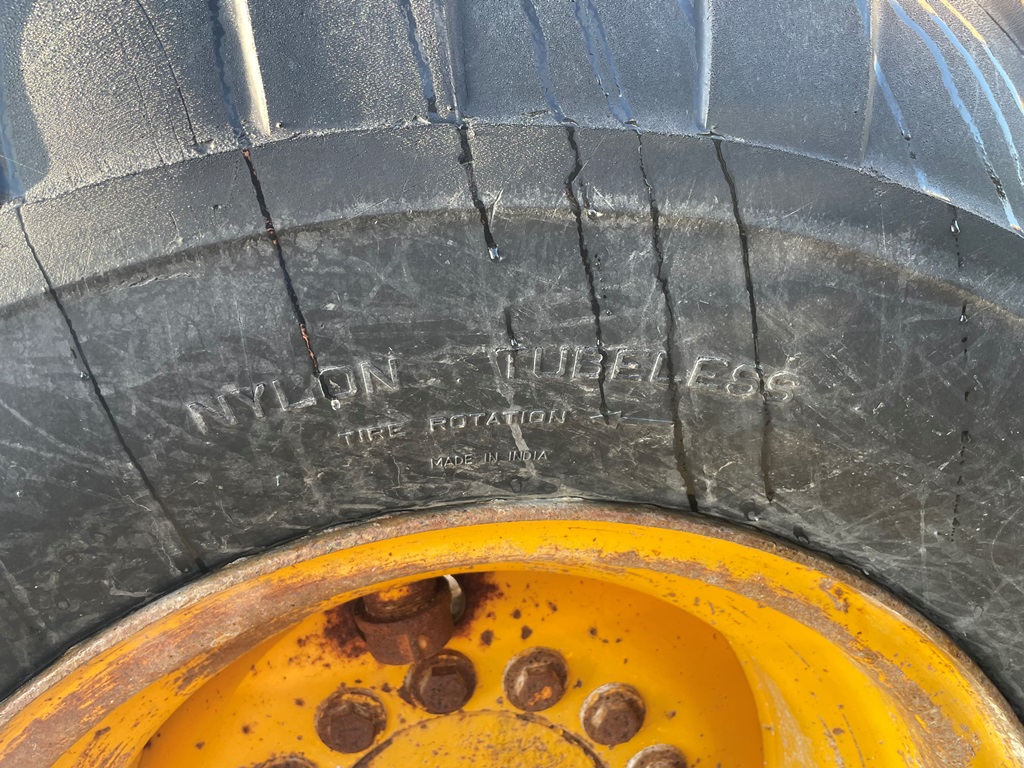 NYLON TUBELESS
TIRE ROTATION →
MADE IN INDIA